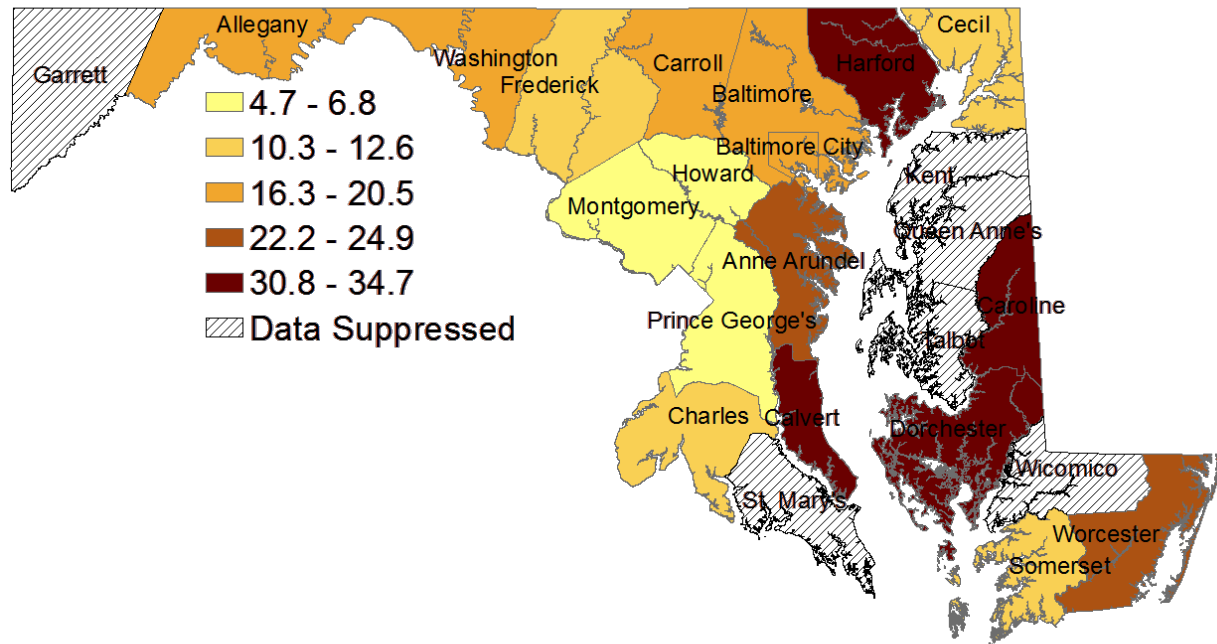 Allegany
Cecil
Garrett
Washington
Frederick
Carroll
Harford
Baltimore
Baltimore City
Howard
Kent
Montgomery
Queen Anne's
Anne Arundel
Caroline
Prince George's
Talbot
Charles
Calvert
Dorchester
Wicomico
St. Mary's
Worcester
Somerset
4.7 - 6.8
10.3 - 12.6
16.3 - 20.5
22.2 - 24.9
30.8 - 34.7
Data Suppressed